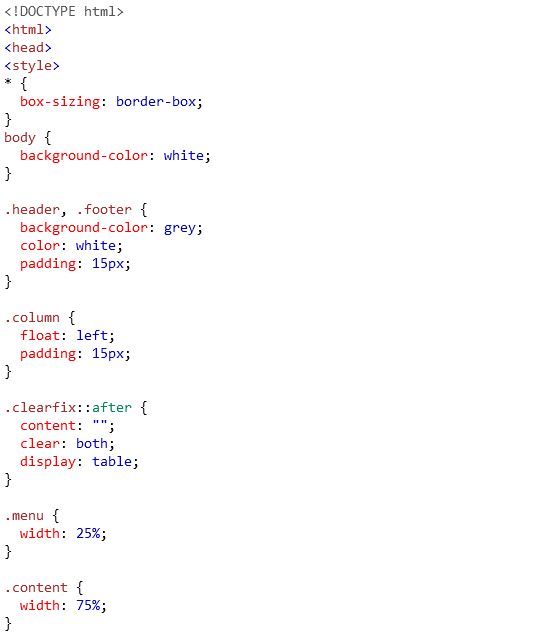 <!DOCTYPE html>
<html>
<head>
<style>
* {
  box-sizing: border-box;
}
body {
  background-color: white;
}

.header, .footer {
  background-color: grey;
  color: white;
  padding: 15px;
}

.column {
  float: left;
  padding: 15px;
}

.clearfix::after {
  content: "";
  clear: both;
  display: table;
}

.menu {
  width: 25%;
}

.content {
  width: 75%;
}